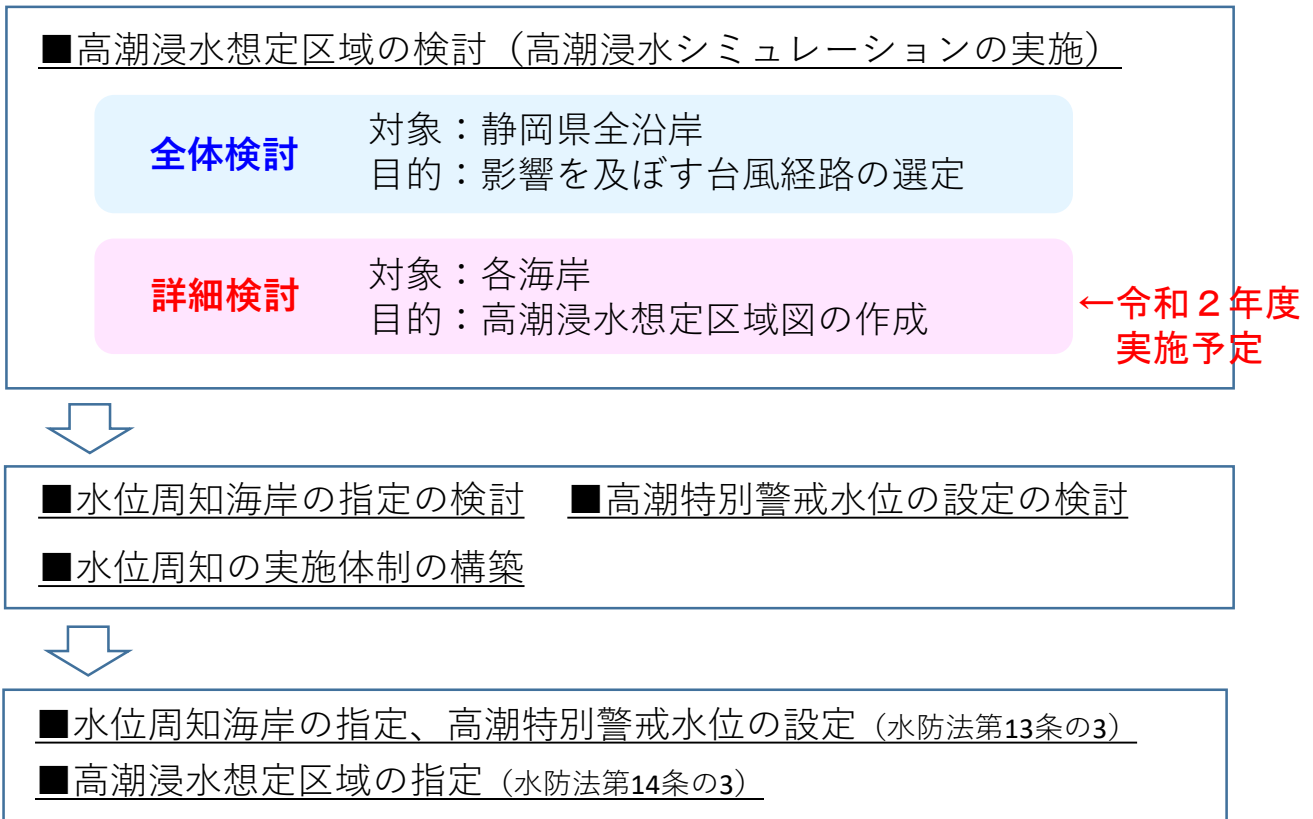 ■高潮浸水想定区域の検討（高潮浸水シミュレーションの実施）
全体検討
対象：静岡県全沿岸
目的：影響を及ぼす台風経路の選定
詳細検討
対象：各海岸
目的：高潮浸水想定区域図の作成
←令和２年度
実施予定
■水位周知海岸の指定の検討　■高潮特別警戒水位の設定の検討
■水位周知の実施体制の構築
■水位周知海岸の指定、高潮特別警戒水位の設定（水防法第13条の3）
■高潮浸水想定区域の指定（水防法第14条の3）